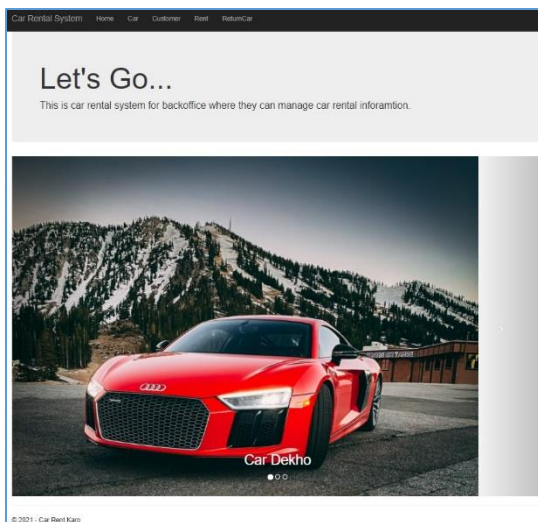 Car Rental System Home Car Customer Rent ReturnCar
Let's Go...
This is car rental system for backoffice where they can manage car rental inforamtion.
Car Dekho
© 2021 - Car Rent Karo